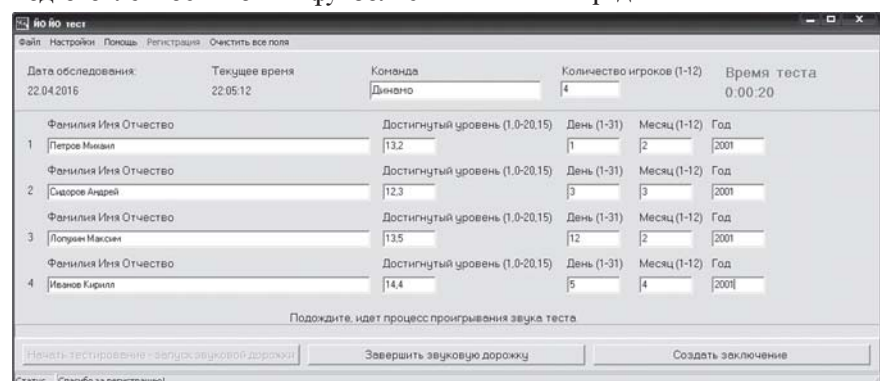 ЙО ЙО тест
Файл Настройки Помощь Регистрация Очистить все поля
Дата обследования: Текущее время Команда Количество игроков (1-12) Время теста
22.04.2016 22:05:12 Динамо 4 0:00:20
Фамилия Имя Отчество Достигнутый уровень (1,0-20,15) День (1-31) Месяц (1-12) Год
1 Петров Михаил 13,2 1 2 2001
Фамилия Имя Отчество Достигнутый уровень (1,0-20,15) День (1-31) Месяц (1-12) Год
2 Сидоров Андрей 12,3 3 3 2001
Фамилия Имя Отчество Достигнутый уровень (1,0-20,15) День (1-31) Месяц (1-12) Год
3 Максим 13,5 12 2 2001
Фамилия Имя Отчество Достигнутый уровень (1,0-20,15) День (1-31) Месяц (1-12) Год
4 Иванов Кирилл 14,4 5 4 2001
Подождите, идет процесс проигрывания звука теста
Начать тестирование - запуск звуковой дорожки Завершить звуковую дорожку Создать заключение
Статус: Спасибо за регистрацию!